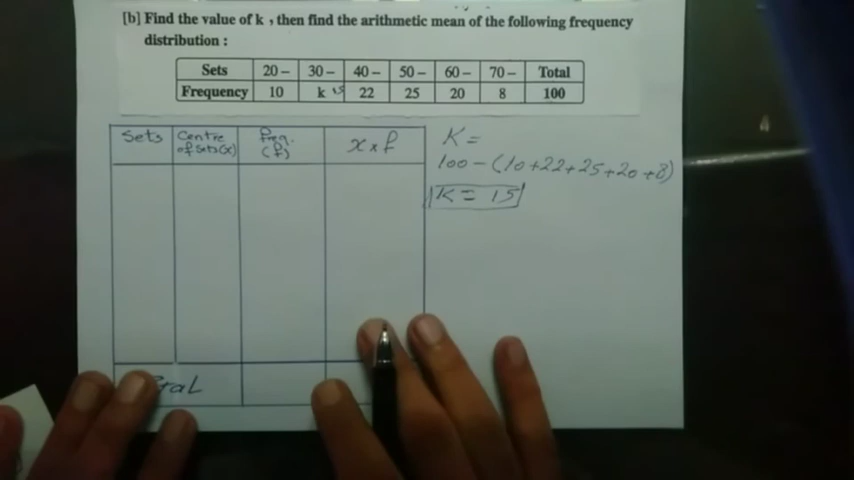 [b] Find the value of k , then find the arithmetic mean of the following frequency
distribution :
Sets 20 – 30 – 40 – 50 – 60 – 70 – Total
Frequency 10 k 15 22 25 20 8 100
Sets Centre of sets (x) freq. (f) x × f
K =
100 - (10+22+25+20+8)
K = 15